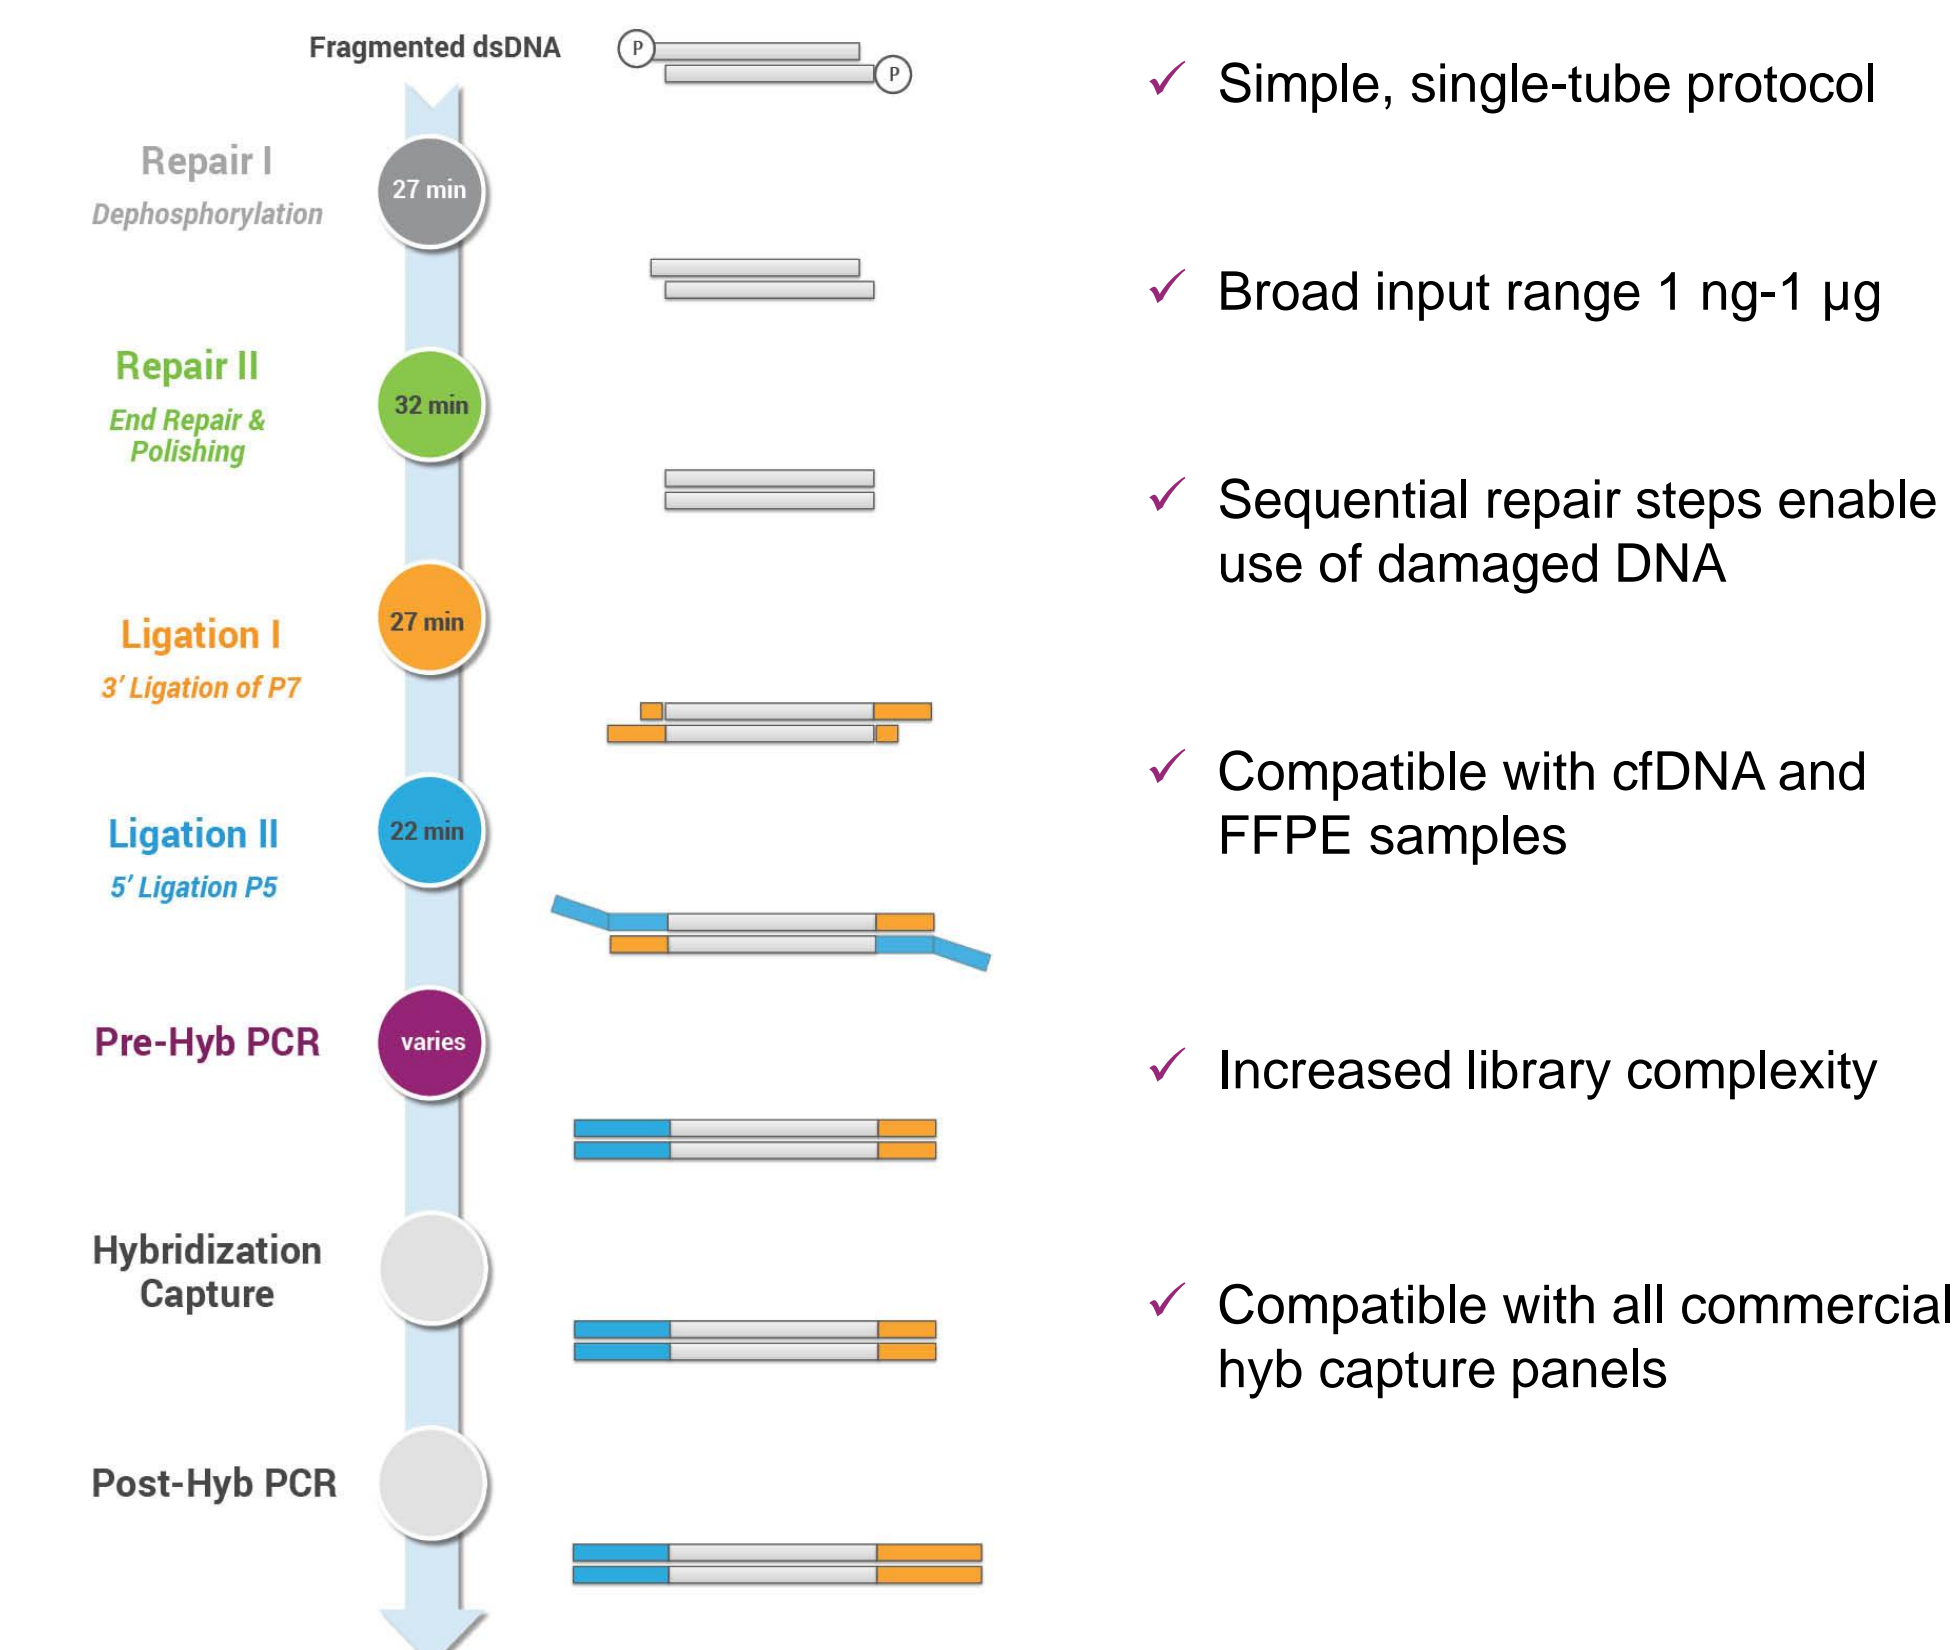 Fragmented dsDNA
P
P
Repair I
Dephosphorylation
27 min
Repair II
End Repair &
Polishing
32 min
Ligation I
3′ Ligation of P7
27 min
Ligation II
5′ Ligation P5
22 min
Pre-Hyb PCR
varies
Hybridization
Capture
Post-Hyb PCR
✓ Simple, single-tube protocol
✓ Broad input range 1 ng-1 µg
✓ Sequential repair steps enable
use of damaged DNA
✓ Compatible with cfDNA and
FFPE samples
✓ Increased library complexity
✓ Compatible with all commercial
hyb capture panels